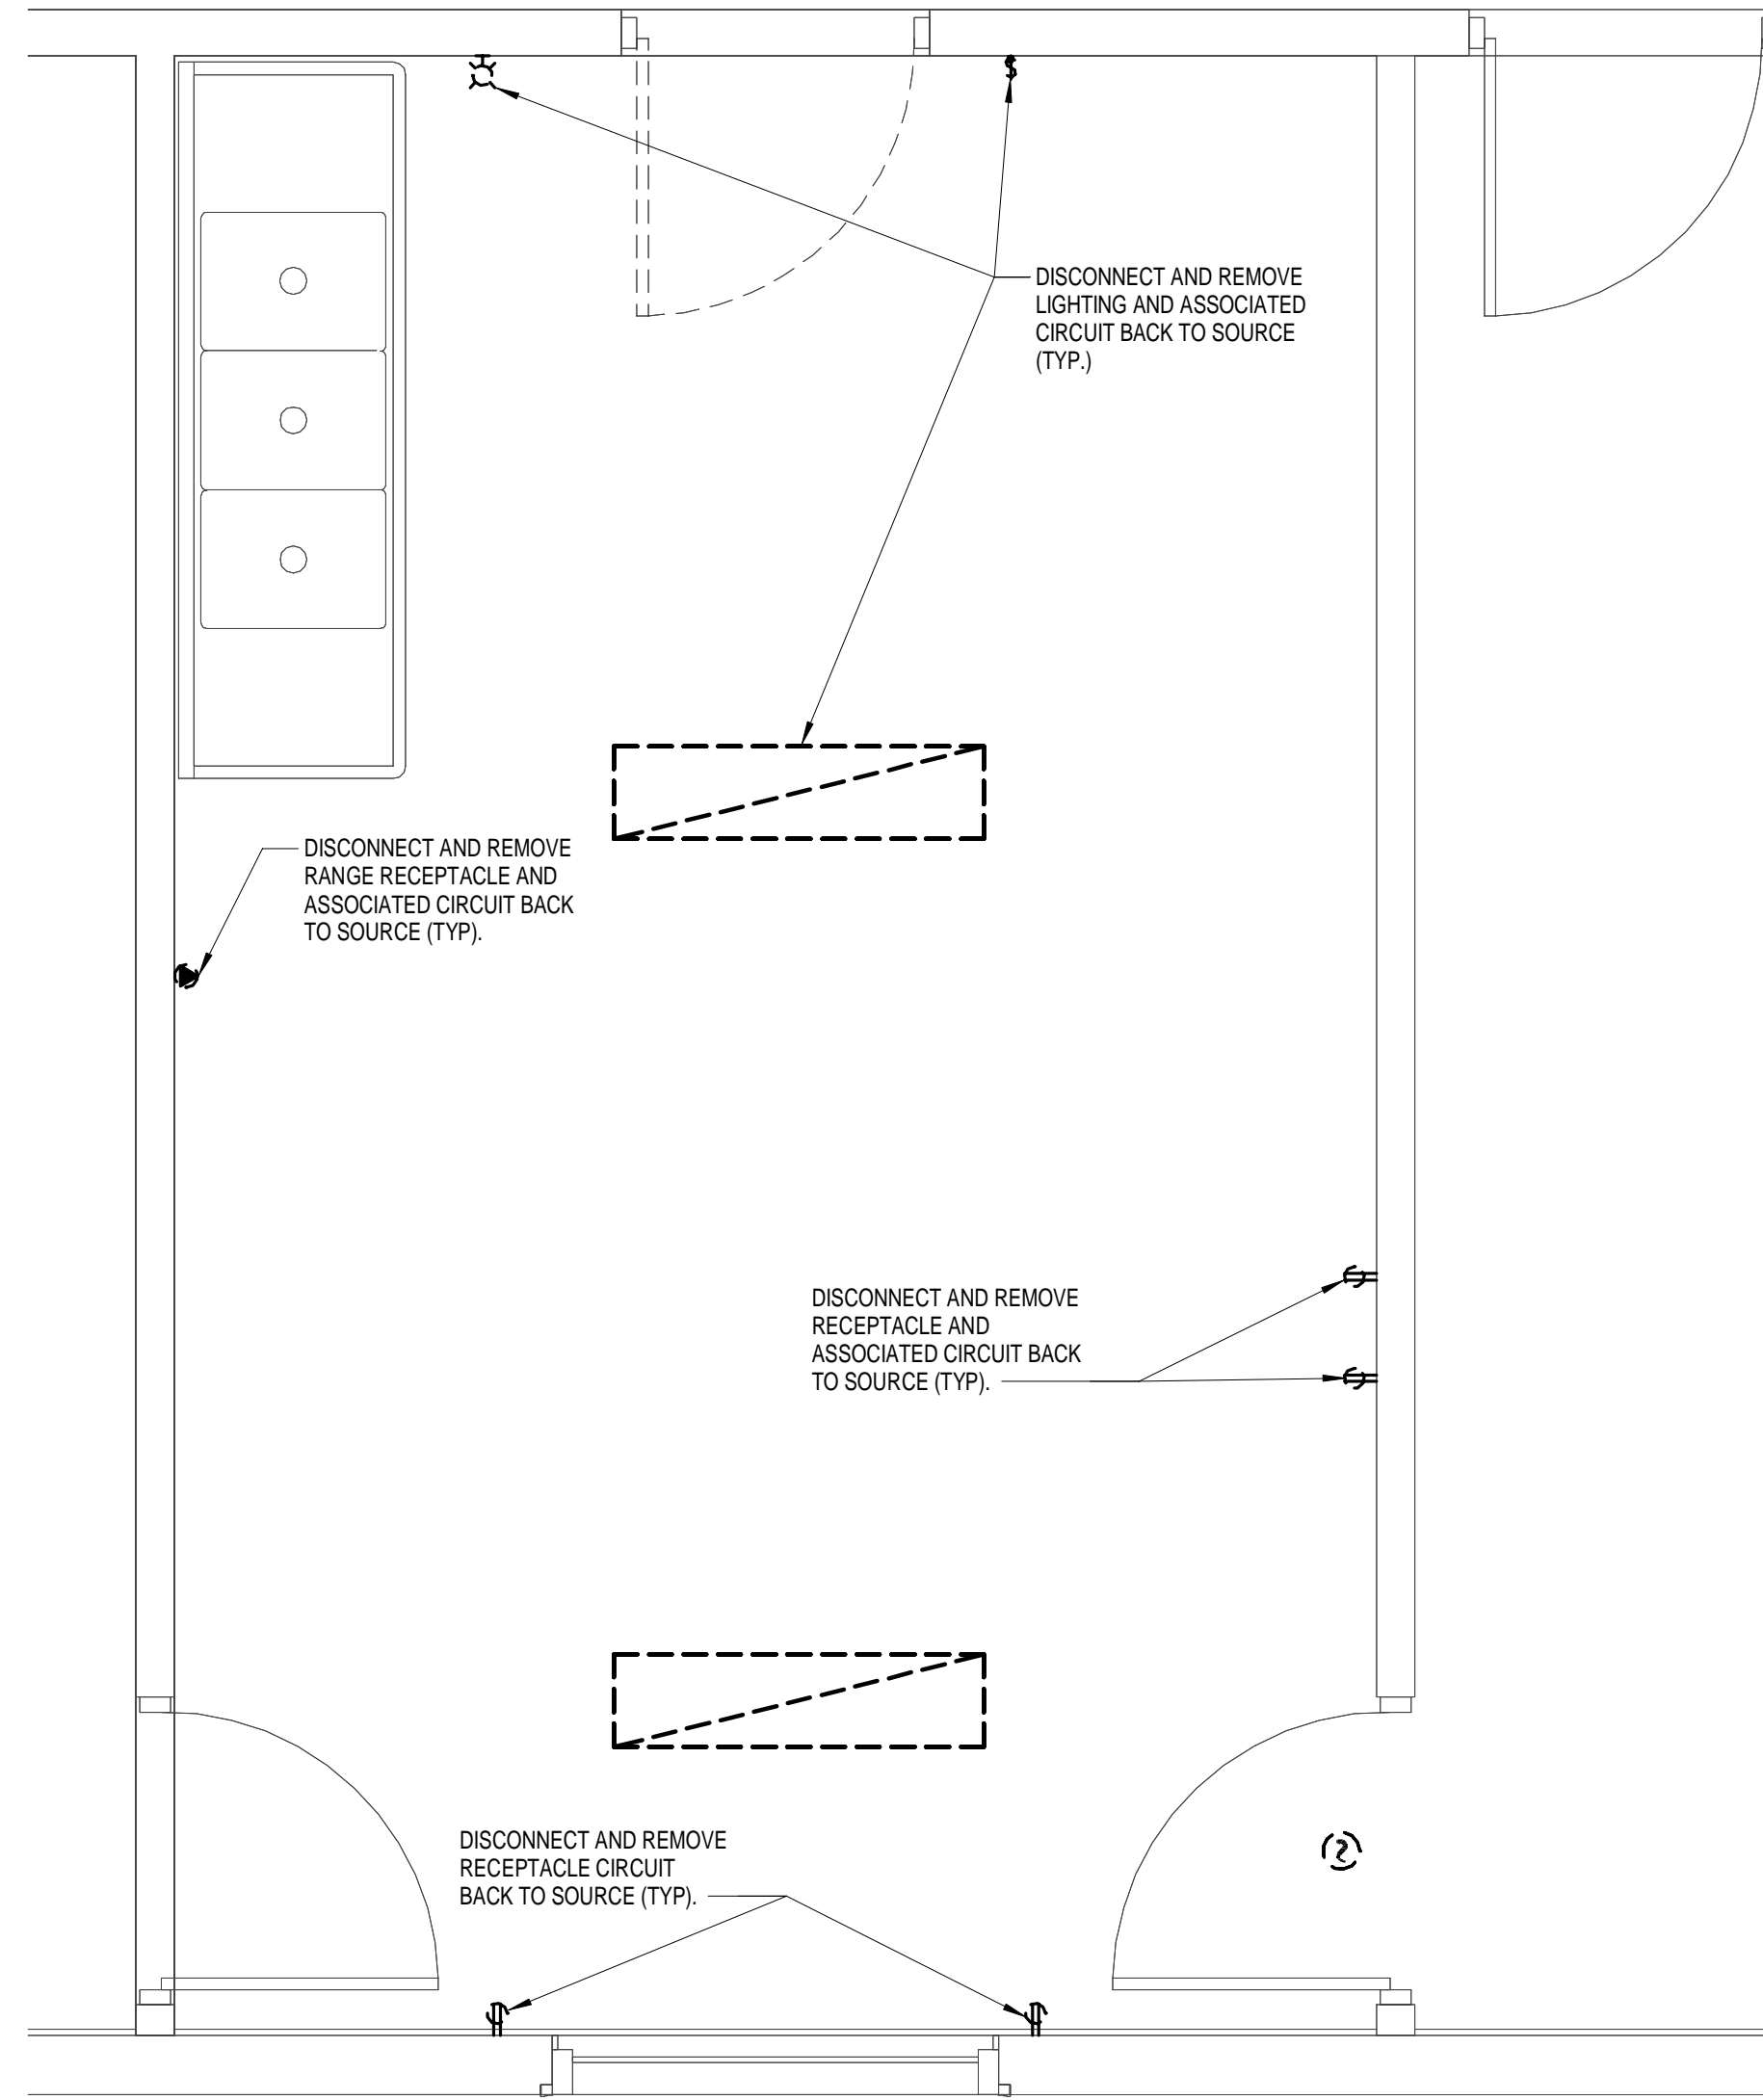 DISCONNECT AND REMOVE
LIGHTING AND ASSOCIATED
CIRCUIT BACK TO SOURCE
(TYP.)
DISCONNECT AND REMOVE
RANGE RECEPTACLE AND
ASSOCIATED CIRCUIT BACK
TO SOURCE (TYP).
DISCONNECT AND REMOVE
RECEPTACLE AND
ASSOCIATED CIRCUIT BACK
TO SOURCE (TYP).
DISCONNECT AND REMOVE
RECEPTACLE CIRCUIT
BACK TO SOURCE (TYP).